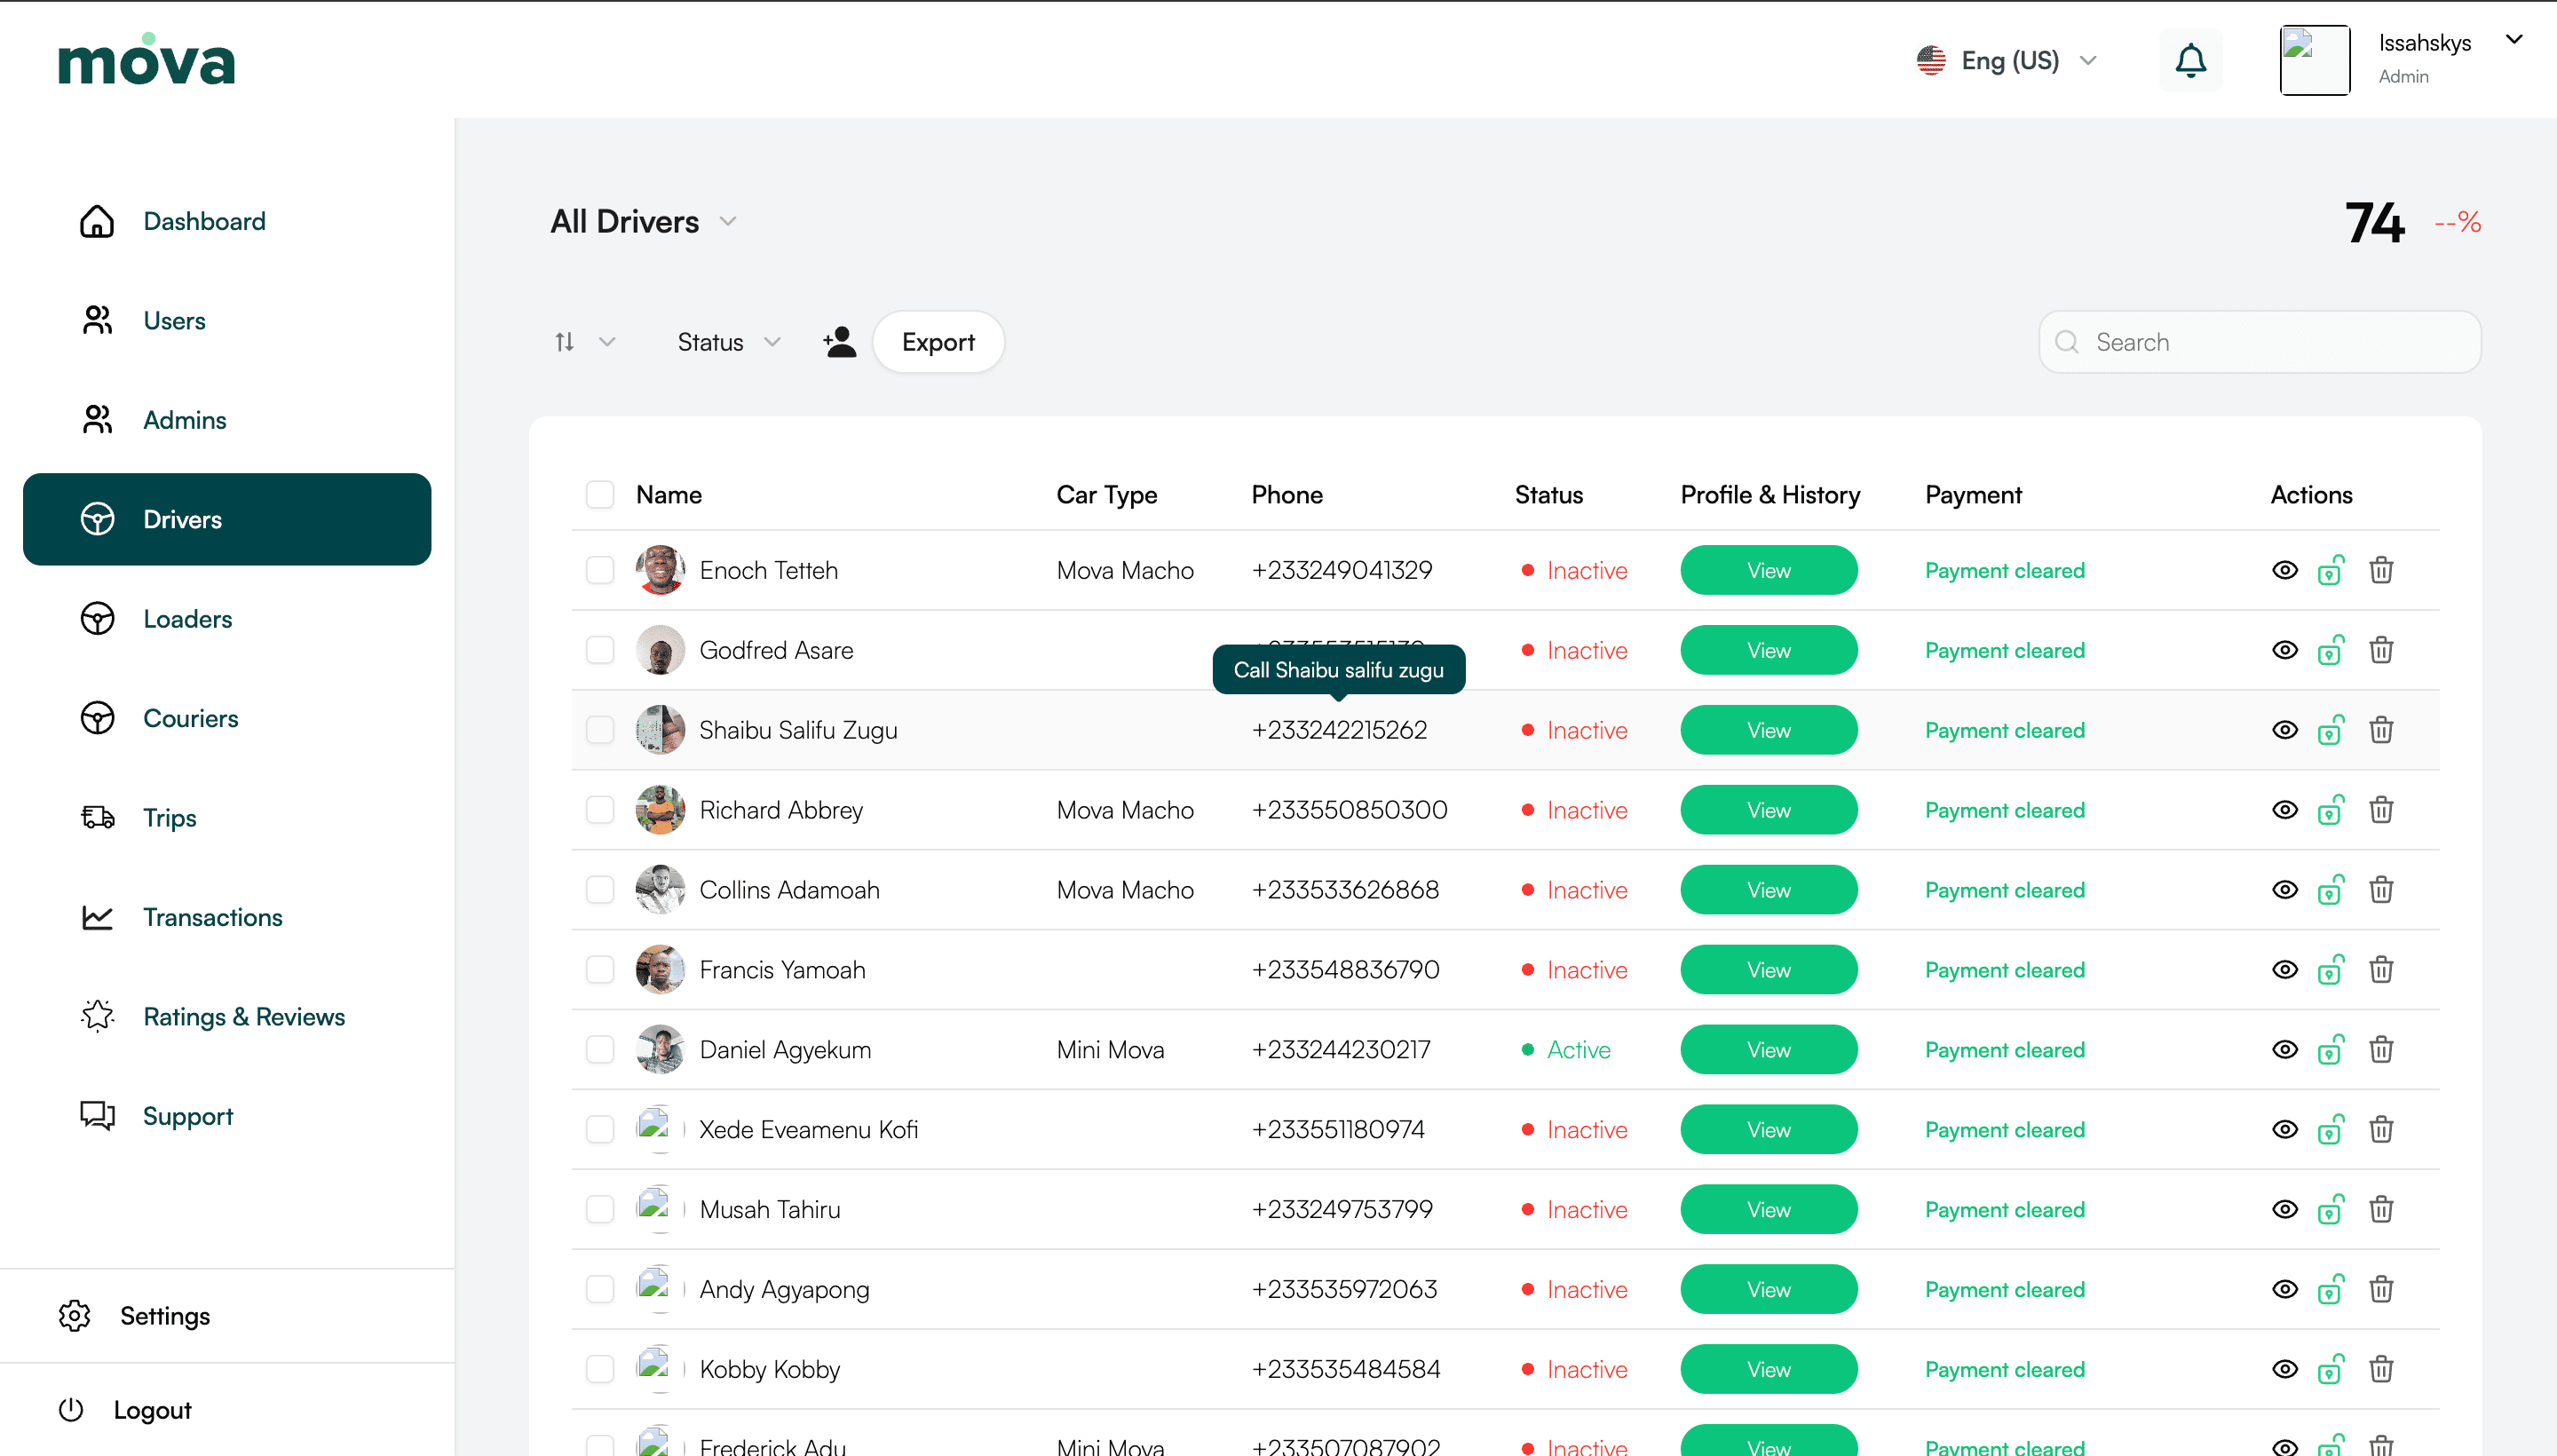 mova
Eng (US)
Issahskys
Admin
Dashboard
Users
Admins
Drivers
Loaders
Couriers
Trips
Transactions
Ratings & Reviews
Support
Settings
Logout
All Drivers
74 --%
Status
Export
Search
Name Car Type Phone Status Profile & History Payment Actions
Enoch Tetteh Mova Macho +233249041329 Inactive View Payment cleared
Godfred Asare Inactive View Payment cleared
Call Shaibu salifu zugu
Shaibu Salifu Zugu +233242215262 Inactive View Payment cleared
Richard Abbrey Mova Macho +233550850300 Inactive View Payment cleared
Collins Adamoah Mova Macho +233533626868 Inactive View Payment cleared
Francis Yamoah +233548836790 Inactive View Payment cleared
Daniel Agyekum Mini Mova +233244230217 Active View Payment cleared
Xede Eveamenu Kofi +233551180974 Inactive View Payment cleared
Musah Tahiru +233249753799 Inactive View Payment cleared
Andy Agyapong +233535972063 Inactive View Payment cleared
Kobby Kobby +233535484584 Inactive View Payment cleared
Frederick Adu Mini Mova +233507087902 Inactive View Payment cleared